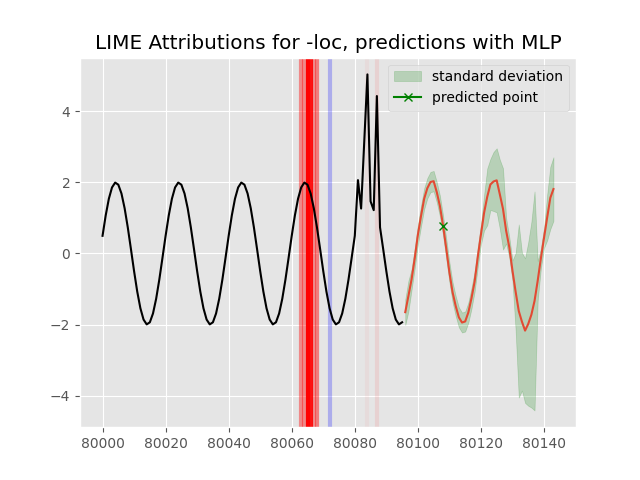 LIME Attributions for -loc, predictions with MLP
standard deviation
predicted point
4
2
0
−2
−4
80000 80020 80040 80060 80080 80100 80120 80140